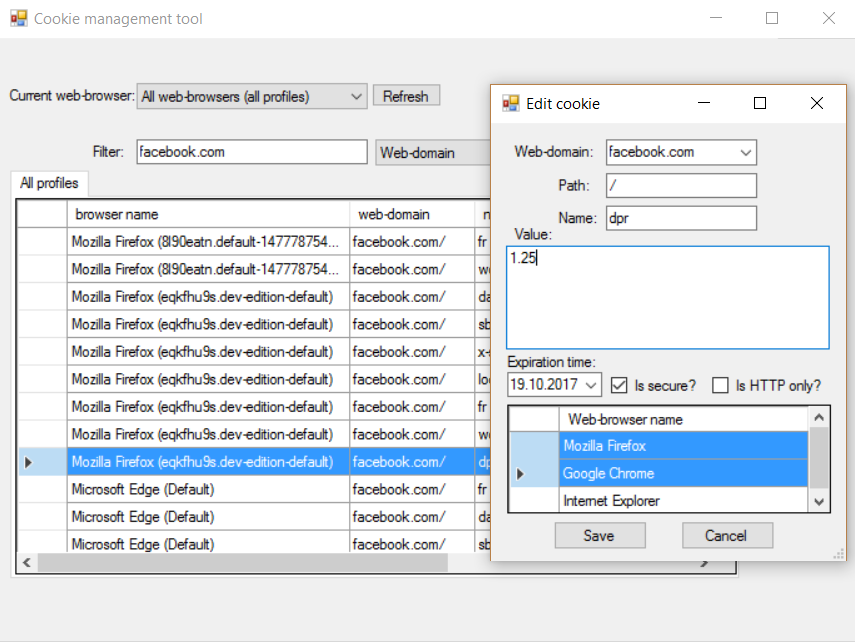 Cookie management tool
Current web-browser: All web-browsers (all profiles) Refresh
Filter: facebook.com Web-domain
All profiles
browser name web-domain n
Mozilla Firefox (8l90eatn.default-147778754... facebook.com/ fr
Mozilla Firefox (8l90eatn.default-147778754... facebook.com/
Mozilla Firefox (eqkfhu9s.dev-edition-default) facebook.com/
Mozilla Firefox (eqkfhu9s.dev-edition-default) facebook.com/ sb
Mozilla Firefox (eqkfhu9s.dev-edition-default) facebook.com/
Mozilla Firefox (eqkfhu9s.dev-edition-default) facebook.com/
Mozilla Firefox (eqkfhu9s.dev-edition-default) facebook.com/ fr
Mozilla Firefox (eqkfhu9s.dev-edition-default) facebook.com/
Mozilla Firefox (eqkfhu9s.dev-edition-default) facebook.com/
Microsoft Edge (Default) facebook.com/ fr
Microsoft Edge (Default) facebook.com/
Microsoft Edge (Default) facebook.com/ sb
Edit cookie
Web-domain: facebook.com
Path: /
Name: dpr
Value:
1.25
Expiration time:
19.10.2017 Is secure? Is HTTP only?
Web-browser name
Mozilla Firefox
Google Chrome
Internet Explorer
Save Cancel